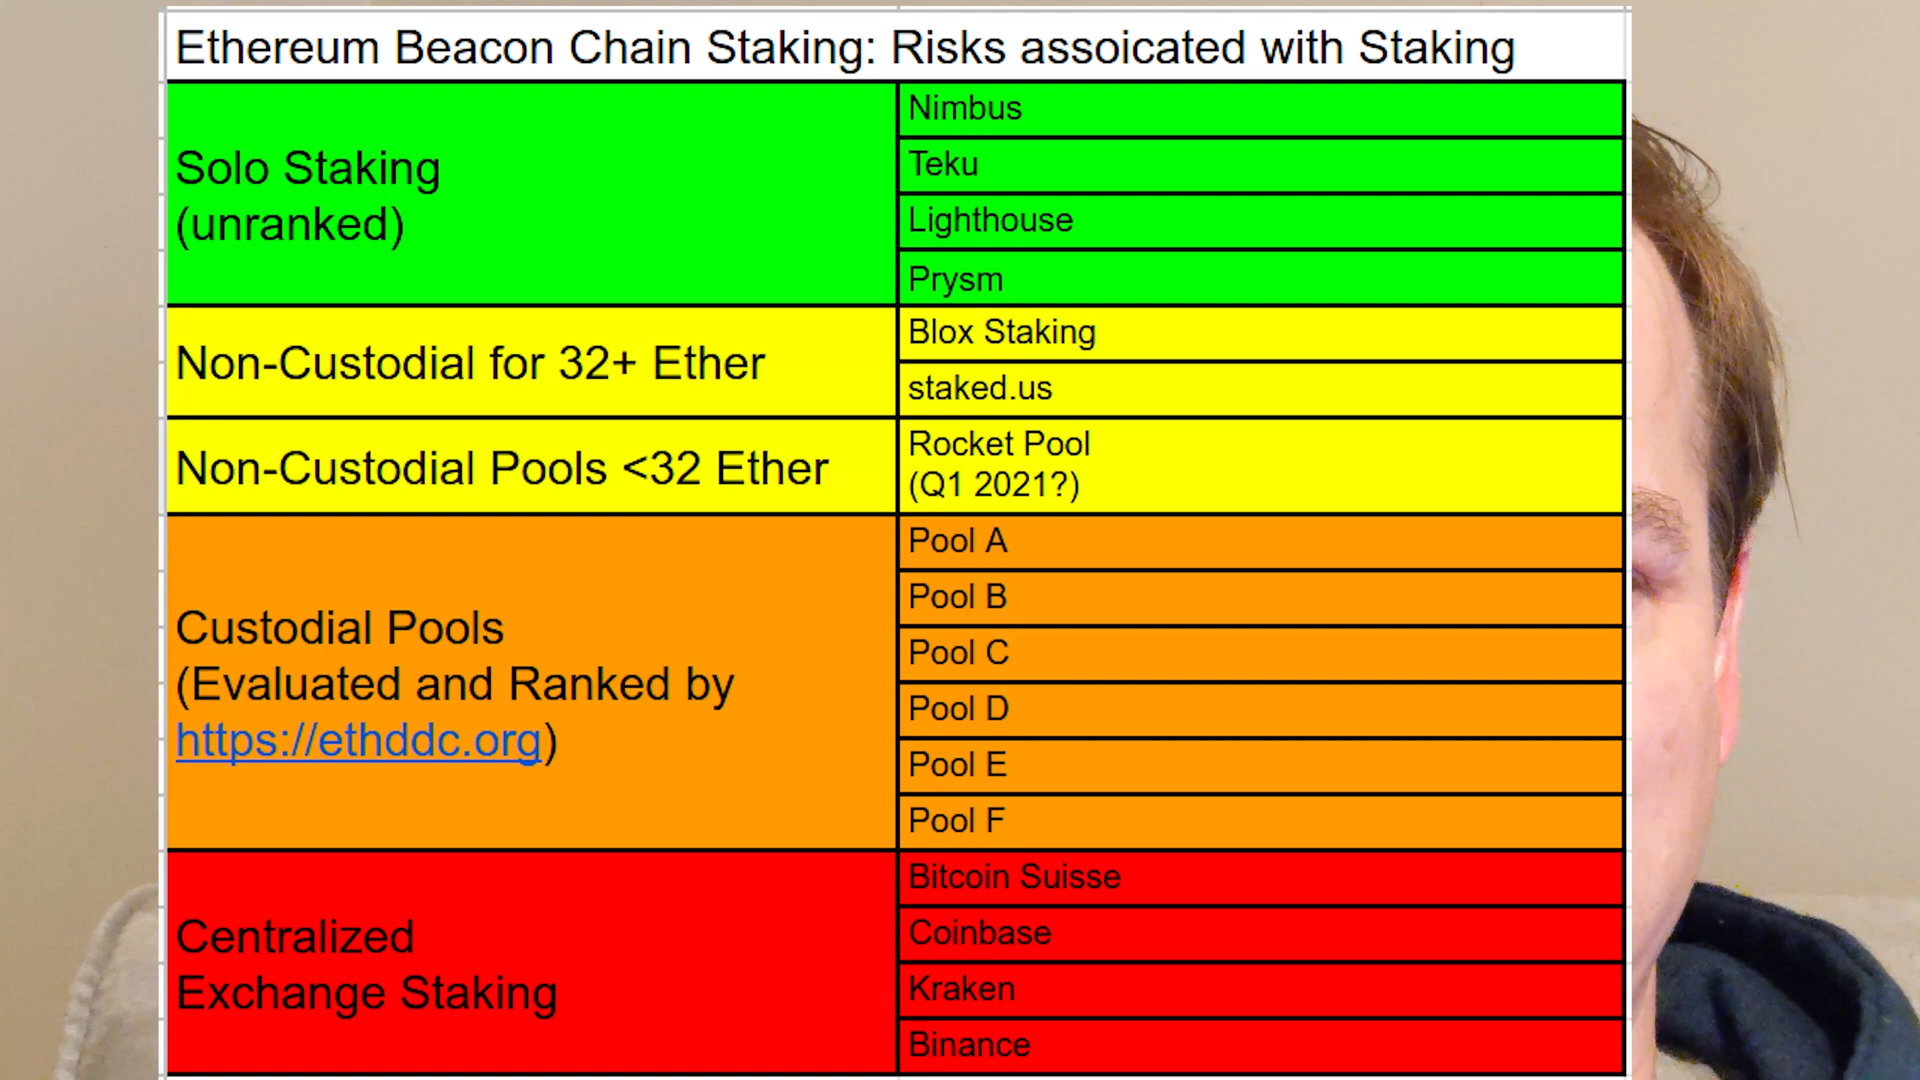 Ethereum Beacon Chain Staking: Risks assoicated with Staking
Solo Staking
(unranked)
Nimbus
Teku
Lighthouse
Prysm
Non-Custodial for 32+ Ether
Blox Staking
staked.us
Non-Custodial Pools <32 Ether
Rocket Pool
(Q1 2021?)
Custodial Pools
(Evaluated and Ranked by
https://ethddc.org)
Pool A
Pool B
Pool C
Pool D
Pool E
Pool F
Centralized
Exchange Staking
Bitcoin Suisse
Coinbase
Kraken
Binance